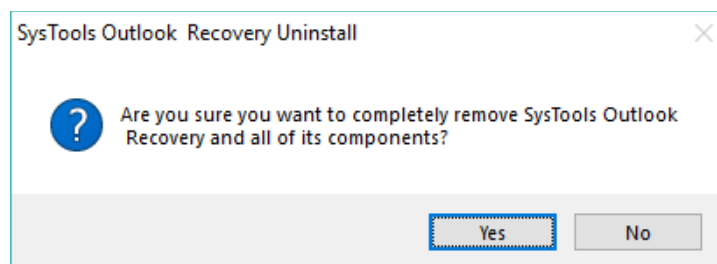 SysTools Outlook  Recovery Uninstall
Are you sure you want to completely remove SysTools Outlook
Recovery and all of its components?
Yes
No